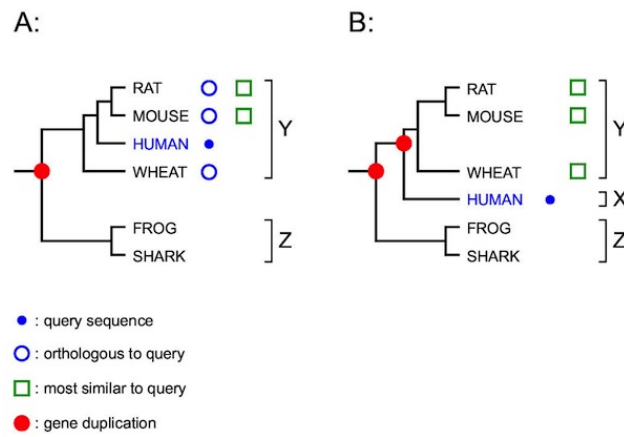 A:
RAT
MOUSE
HUMAN
WHEAT
Y
FROG
SHARK
Z
B:
RAT
MOUSE
WHEAT
Y
HUMAN
X
FROG
SHARK
Z
: query sequence
: orthologous to query
: most similar to query
: gene duplication